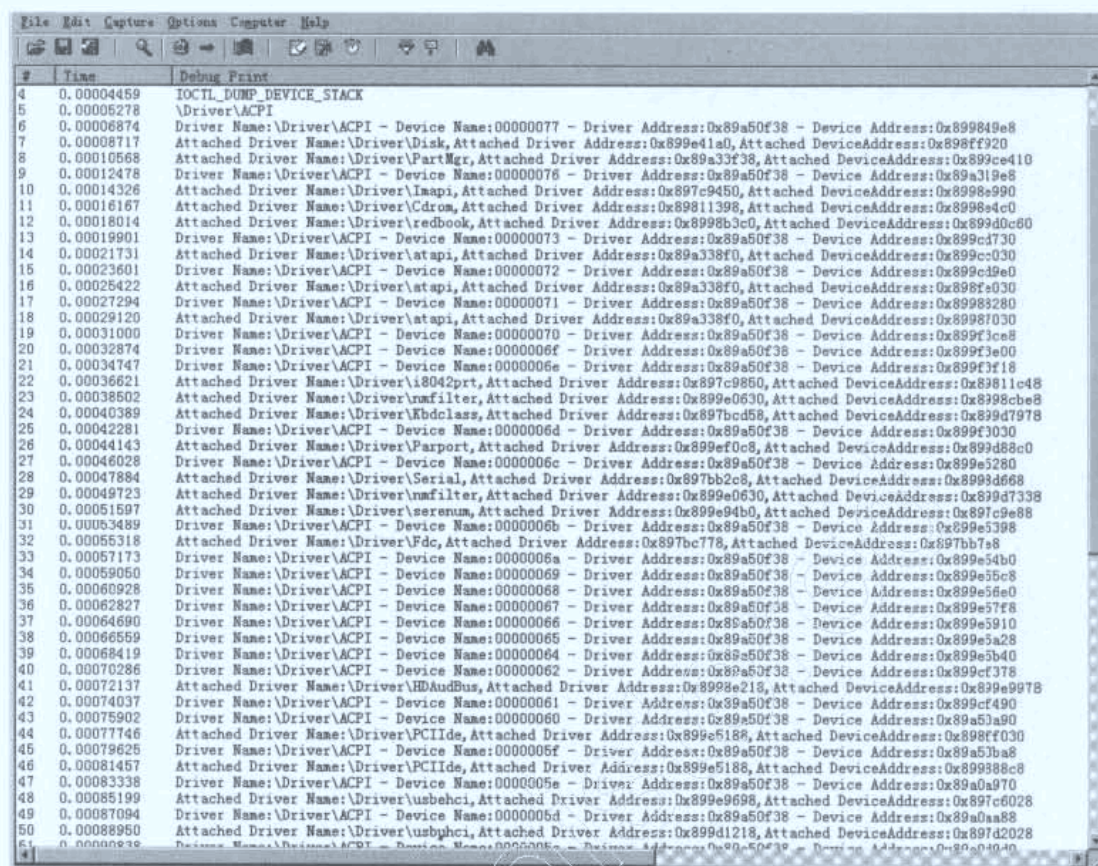 File Edit Capture Options Computer Help
# Time Debug Print
4 0.00004459 IOCTL_DUMP_DEVICE_STACK
5 0.00005278 \Driver\ACPI
6 0.00006874 Driver Name:\Driver\ACPI - Device Name:00000077 - Driver Address:0x89a50f38 - Device Address:0x899849e8
7 0.00008717 Attached Driver Name:\Driver\Disk,Attached Driver Address:0x899e41a0,Attached DeviceAddress:0x898ff920
8 0.00010568 Attached Driver Name:\Driver\PartMgr,Attached Driver Address:0x89a33f38,Attached DeviceAddress:0x899ce410
9 0.00012478 Driver Name:\Driver\ACPI - Device Name:00000076 - Driver Address:0x89a50f38 - Device Address:0x89a319e8
10 0.00014326 Attached Driver Name:\Driver\Imapi,Attached Driver Address:0x897c9450,Attached DeviceAddress:0x8998e990
11 0.00016167 Attached Driver Name:\Driver\Cdrom,Attached Driver Address:0x89811398,Attached DeviceAddress:0x8998e4c0
12 0.00018014 Attached Driver Name:\Driver\redbook,Attached Driver Address:0x8998b3c0,Attached DeviceAddress:0x899d0c60
13 0.00019901 Driver Name:\Driver\ACPI - Device Name:00000073 - Driver Address:0x89a50f38 - Device Address:0x899cd730
14 0.00021731 Attached Driver Name:\Driver\atapi,Attached Driver Address:0x89a338f0,Attached DeviceAddress:0x899cc030
15 0.00023601 Driver Name:\Driver\ACPI - Device Name:00000072 - Driver Address:0x89a50f38 - Device Address:0x899cd9e0
16 0.00025422 Attached Driver Name:\Driver\atapi,Attached Driver Address:0x89a338f0,Attached DeviceAddress:0x898fe030
17 0.00027294 Driver Name:\Driver\ACPI - Device Name:00000071 - Driver Address:0x89a50f38 - Device Address:0x89988280
18 0.00029120 Attached Driver Name:\Driver\atapi,Attached Driver Address:0x89a338f0,Attached DeviceAddress:0x89987030
19 0.00031000 Driver Name:\Driver\ACPI - Device Name:00000070 - Driver Address:0x89a50f38 - Device Address:0x899f3ce8
20 0.00032874 Driver Name:\Driver\ACPI - Device Name:0000006f - Driver Address:0x89a50f38 - Device Address:0x899f3e00
21 0.00034747 Driver Name:\Driver\ACPI - Device Name:0000006e - Driver Address:0x89a50f38 - Device Address:0x899f3f18
22 0.00036621 Attached Driver Name:\Driver\i8042prt,Attached Driver Address:0x897c9850,Attached DeviceAddress:0x89811c48
23 0.00038502 Attached Driver Name:\Driver\nmfilter,Attached Driver Address:0x899e0630,Attached DeviceAddress:0x8998cbe8
24 0.00040389 Attached Driver Name:\Driver\Kbdclass,Attached Driver Address:0x897bcd58,Attached DeviceAddress:0x899d7978
25 0.00042281 Driver Name:\Driver\ACPI - Device Name:0000006d - Driver Address:0x89a50f38 - Device Address:0x899f3030
26 0.00044143 Attached Driver Name:\Driver\Parport,Attached Driver Address:0x899ef0c8,Attached DeviceAddress:0x899d88c0
27 0.00046028 Driver Name:\Driver\ACPI - Device Name:0000006c - Driver Address:0x89a50f38 - Device Address:0x899e5280
28 0.00047884 Attached Driver Name:\Driver\Serial,Attached Driver Address:0x897bb2c8,Attached DeviceAddress:0x8998d668
29 0.00049723 Attached Driver Name:\Driver\nmfilter,Attached Driver Address:0x899e0630,Attached DeviceAddress:0x899d7338
30 0.00051597 Attached Driver Name:\Driver\serenum,Attached Driver Address:0x899e94b0,Attached DeviceAddress:0x897c9e88
31 0.00053489 Driver Name:\Driver\ACPI - Device Name:0000006b - Driver Address:0x89a50f38 - Device Address:0x899e5398
32 0.00055318 Attached Driver Name:\Driver\Fdc,Attached Driver Address:0x897bc778,Attached DeviceAddress:0x897bb7e8
33 0.00057173 Driver Name:\Driver\ACPI - Device Name:0000006a - Driver Address:0x89a50f38 - Device Address:0x899e54b0
34 0.00059050 Driver Name:\Driver\ACPI - Device Name:00000069 - Driver Address:0x89a50f38 - Device Address:0x899e55c8
35 0.00060928 Driver Name:\Driver\ACPI - Device Name:00000068 - Driver Address:0x89a50f38 - Device Address:0x899e56e0
36 0.00062827 Driver Name:\Driver\ACPI - Device Name:00000067 - Driver Address:0x89a50f38 - Device Address:0x899e57f8
37 0.00064690 Driver Name:\Driver\ACPI - Device Name:00000066 - Driver Address:0x89a50f38 - Device Address:0x899e5910
38 0.00066559 Driver Name:\Driver\ACPI - Device Name:00000065 - Driver Address:0x89a50f38 - Device Address:0x899e5a28
39 0.00068419 Driver Name:\Driver\ACPI - Device Name:00000064 - Driver Address:0x89a50f38 - Device Address:0x899e5b40
40 0.00070286 Driver Name:\Driver\ACPI - Device Name:00000062 - Driver Address:0x89a50f38 - Device Address:0x899cf378
41 0.00072137 Attached Driver Name:\Driver\HDAudBus,Attached Driver Address:0x8998e218,Attached DeviceAddress:0x899e9978
42 0.00074037 Driver Name:\Driver\ACPI - Device Name:00000061 - Driver Address:0x89a50f38 - Device Address:0x899cf490
43 0.00075902 Driver Name:\Driver\ACPI - Device Name:00000060 - Driver Address:0x89a50f38 - Device Address:0x89a53a90
44 0.00077746 Attached Driver Name:\Driver\PCIIde,Attached Driver Address:0x899e5188,Attached DeviceAddress:0x898ff030
45 0.00079625 Driver Name:\Driver\ACPI - Device Name:0000005f - Driver Address:0x89a50f38 - Device Address:0x89a53ba8
46 0.00081457 Attached Driver Name:\Driver\PCIIde,Attached Driver Address:0x899e5188,Attached DeviceAddress:0x899888c8
47 0.00083338 Driver Name:\Driver\ACPI - Device Name:0000005e - Driver Address:0x89a50f38 - Device Address:0x89a0a970
48 0.00085199 Attached Driver Name:\Driver\usbehci,Attached Driver Address:0x899e9698,Attached DeviceAddress:0x897c6028
49 0.00087094 Driver Name:\Driver\ACPI - Device Name:0000005d - Driver Address:0x89a50f38 - Device Address:0x89a0aa88
50 0.00088950 Attached Driver Name:\Driver\usbuhci,Attached Driver Address:0x899d1218,Attached DeviceAddress:0x897d2028
51 0.00090838 Driver Name:\Driver\ACPI - Device